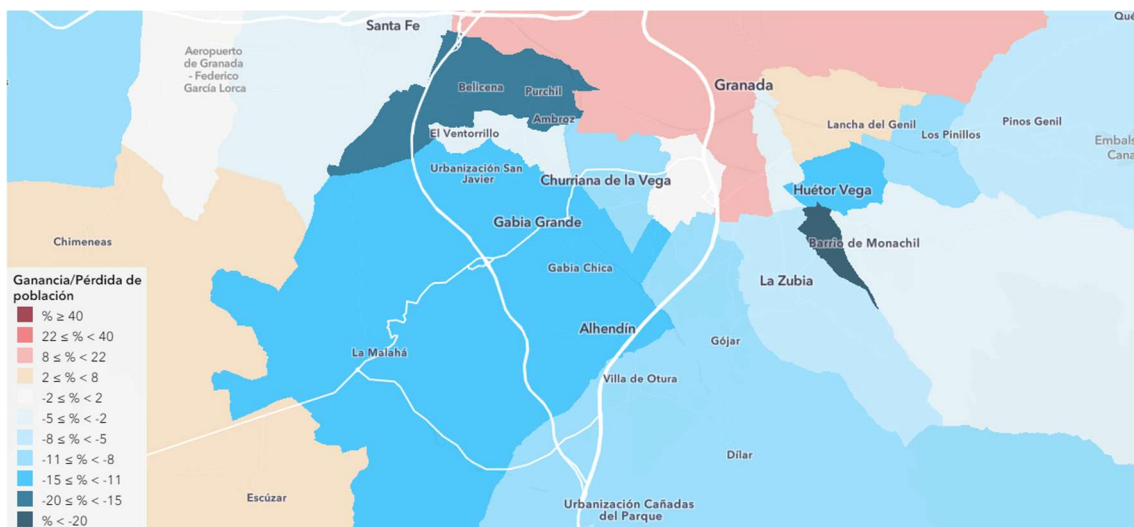 Santa Fe
Qué
Aeropuerto
de Granada
- Federico
García Lorca
Belicena
Purchil
Granada
Ambroz
El Ventorrillo
Lancha del Genil
Los Pinillos
Pinos Genil
Embals
Cana
Urbanización San
Javier
Churriana de la Vega
Huétor Vega
Gabia Grande
Chimeneas
Barrio de Monachil
Gabia Chica
La Zubia
Alhendín
Gójar
La Malahá
Villa de Otura
Dílar
Escúzar
Urbanización Cañadas
del Parque
Ganancia/Pérdida de
población
% ≥ 40
22 ≤ % < 40
8 ≤ % < 22
2 ≤ % < 8
-2 ≤ % < 2
-5 ≤ % < -2
-8 ≤ % < -5
-11 ≤ % < -8
-15 ≤ % < -11
-20 ≤ % < -15
% < -20